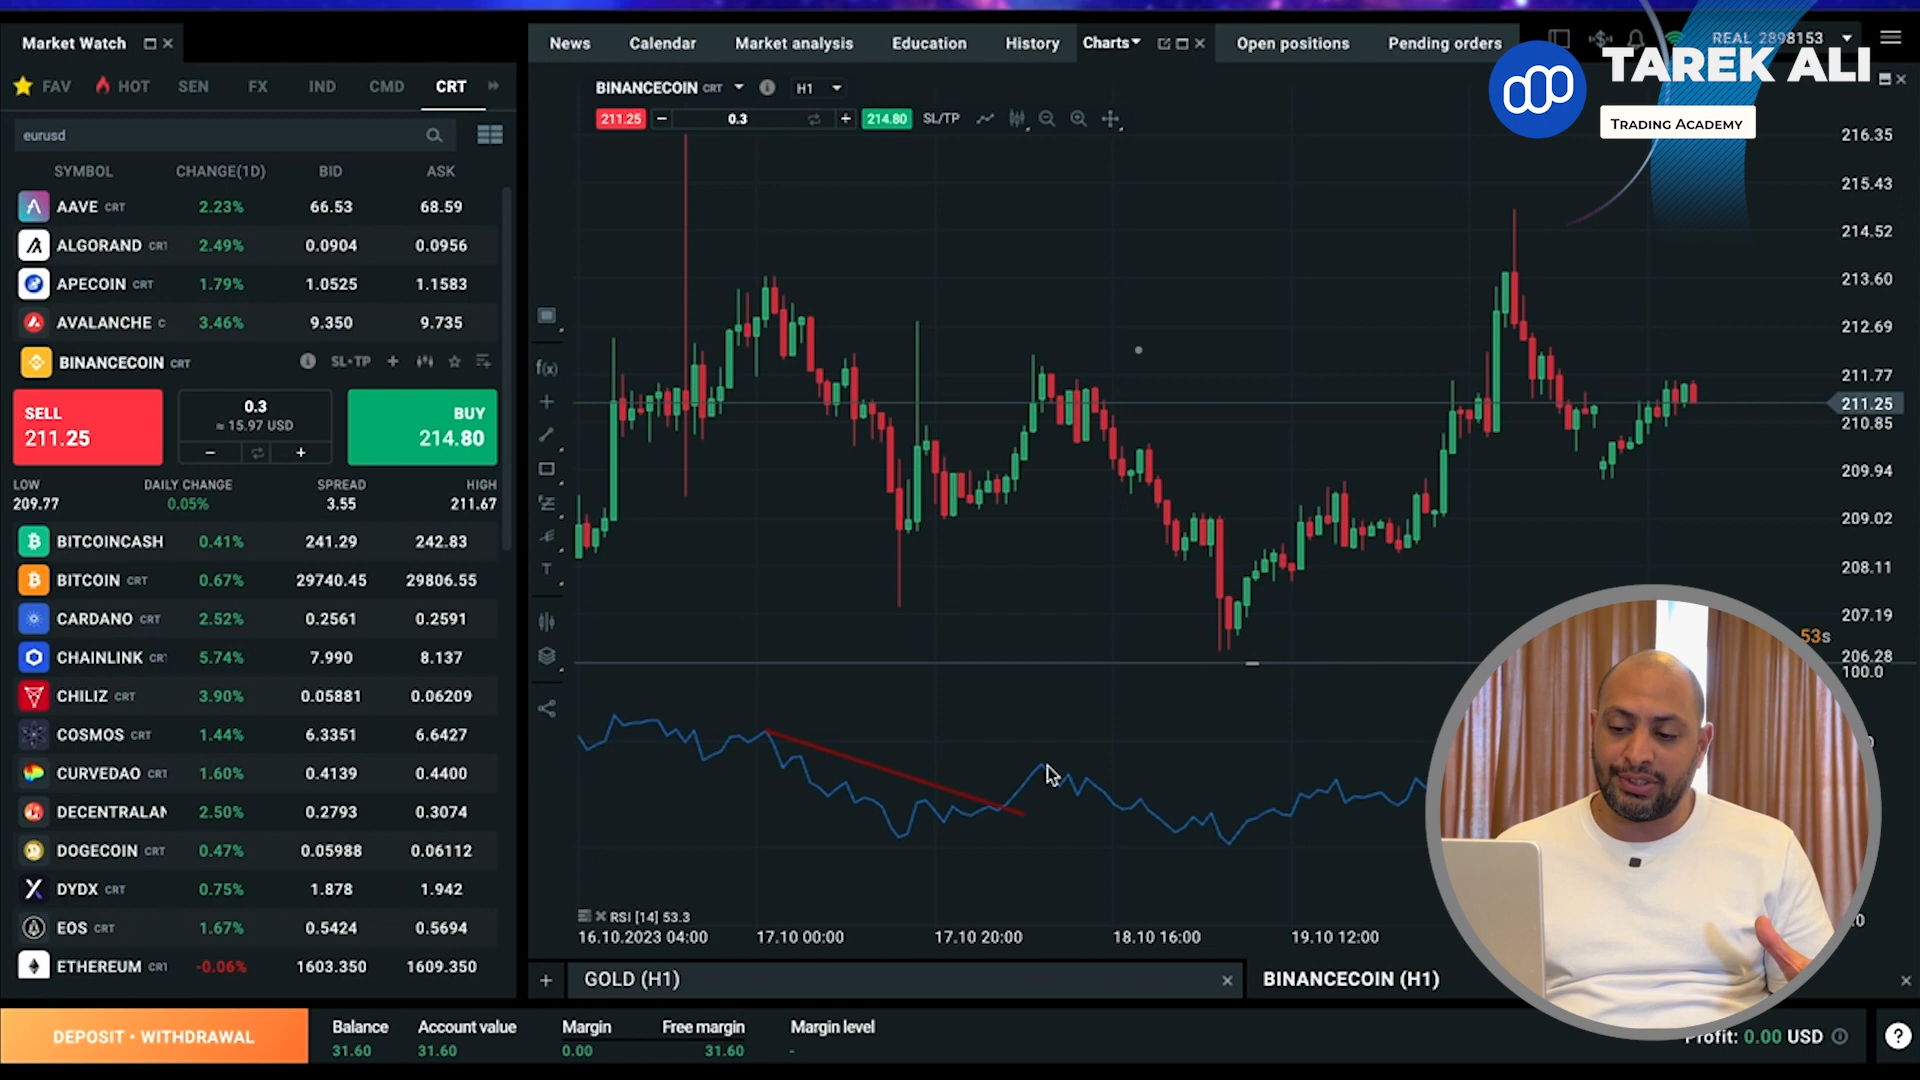 Market Watch
News
Calendar
Market analysis
Education
History
Charts
Open positions
Pending orders
REAL 2898153
TAREK ALI
TRADING ACADEMY
FAV
HOT
SEN
FX
IND
CMD
CRT
eurusd
SYMBOL CHANGE(1D) BID ASK
AAVE CRT 2.23% 66.53 68.59
ALGORAND CRT 2.49% 0.0904 0.0956
APECOIN CRT 1.79% 1.0525 1.1583
AVALANCHE C 3.46% 9.350 9.735
BINANCECOIN CRT SL•TP
SELL
211.25
0.3
≈ 15.97 USD
− +
BUY
214.80
LOW DAILY CHANGE SPREAD HIGH
209.77 0.05% 3.55 211.67
BITCOINCASH 0.41% 241.29 242.83
BITCOIN CRT 0.67% 29740.45 29806.55
CARDANO CRT 2.52% 0.2561 0.2591
CHAINLINK CRT 5.74% 7.990 8.137
CHILIZ CRT 3.90% 0.05881 0.06209
COSMOS CRT 1.44% 6.3351 6.6427
CURVEDAO CRT 1.60% 0.4139 0.4400
DECENTRALAN 2.50% 0.2793 0.3074
DOGECOIN CRT 0.47% 0.05988 0.06112
DYDX CRT 0.75% 1.878 1.942
EOS CRT 1.67% 0.5424 0.5694
ETHEREUM CRT -0.06% 1603.350 1609.350
BINANCECOIN CRT H1
211.25 − 0.3 + 214.80 SL/TP
f(x)
T
216.35
215.43
214.52
213.60
212.69
211.77
211.25
210.85
209.94
209.02
208.11
207.19
53s
206.28
100.0
RSI [14] 53.3
16.10.2023 04:00
17.10 00:00
17.10 20:00
18.10 16:00
19.10 12:00
+ GOLD (H1)
BINANCECOIN (H1)
DEPOSIT • WITHDRAWAL
Balance
31.60
Account value
31.60
Margin
0.00
Free margin
31.60
Margin level
-
Profit: 0.00 USD
?